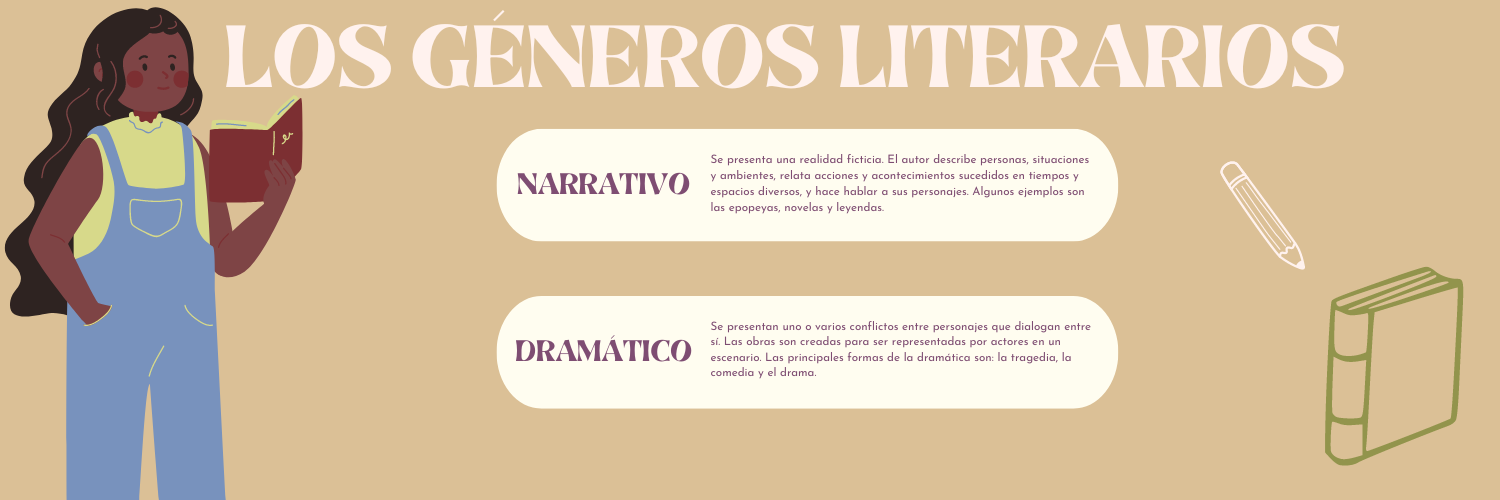 LOS GÉNEROS LITERARIOS
NARRATIVO
Se presenta una realidad ficticia. El autor describe personas, situaciones
y ambientes, relata acciones y acontecimientos sucedidos en tiempos y
espacios diversos, y hace hablar a sus personajes. Algunos ejemplos son
las epopeyas, novelas y leyendas.
DRAMÁTICO
Se presentan uno o varios conflictos entre personajes que dialogan entre
sí. Las obras son creadas para ser representadas por actores en un
escenario. Las principales formas de la dramática son: la tragedia, la
comedia y el drama.